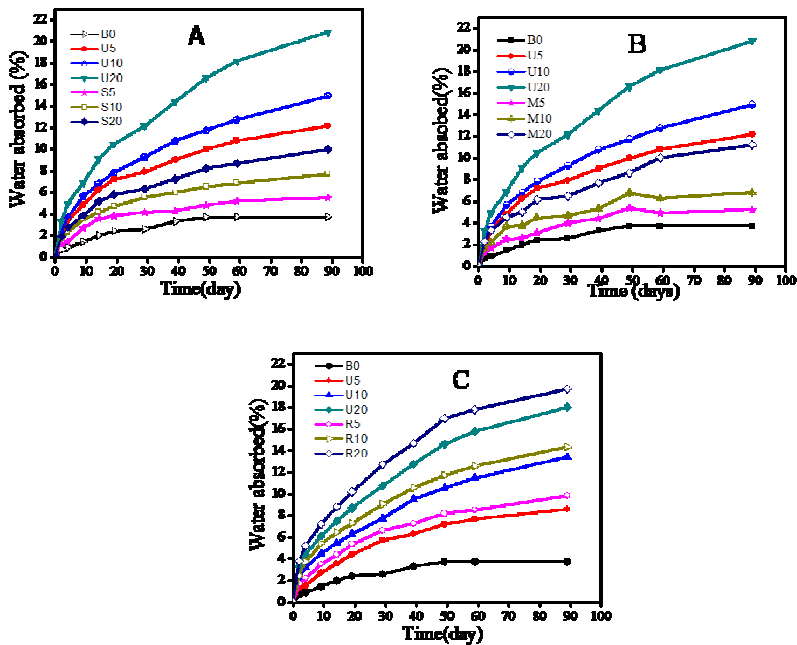 A
B0
U5
U10
U20
S5
S10
S20
Water absorbed (%)
22
20
18
16
14
12
10
8
6
4
2
0
0 10 20 30 40 50 60 70 80 90 100
Time(day)
B
B0
U5
U10
U20
M5
M10
M20
Water absobed(%)
22
20
18
16
14
12
10
8
6
4
2
0
0 10 20 30 40 50 60 70 80 90 100
Time (days)
C
B0
U5
U10
U20
R5
R10
R20
Water absorbed(%)
22
20
18
16
14
12
10
8
6
4
2
0
0 10 20 30 40 50 60 70 80 90 100
Time(day)